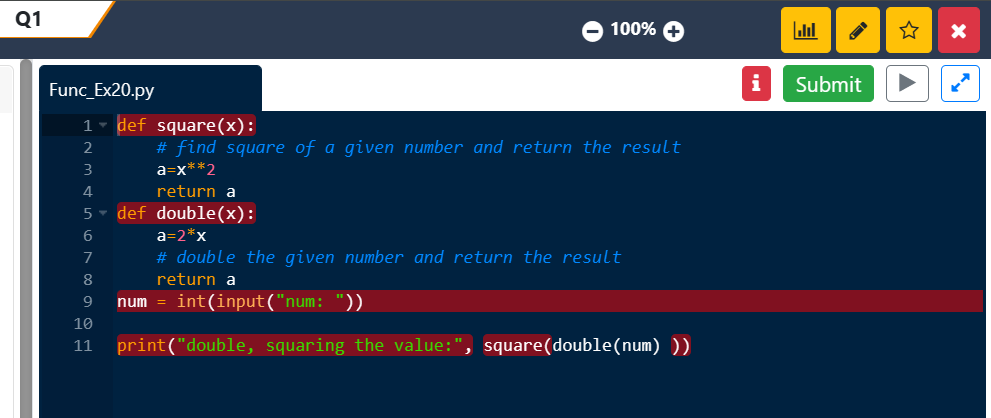 Q1
100%
Func_Ex20.py
Submit
1 def square(x):
2     # find square of a given number and return the result
3     a=x**2
4     return a
5 def double(x):
6     a=2*x
7     # double the given number and return the result
8     return a
9 num = int(input("num: "))
10
11 print("double, squaring the value:", square(double(num) ))